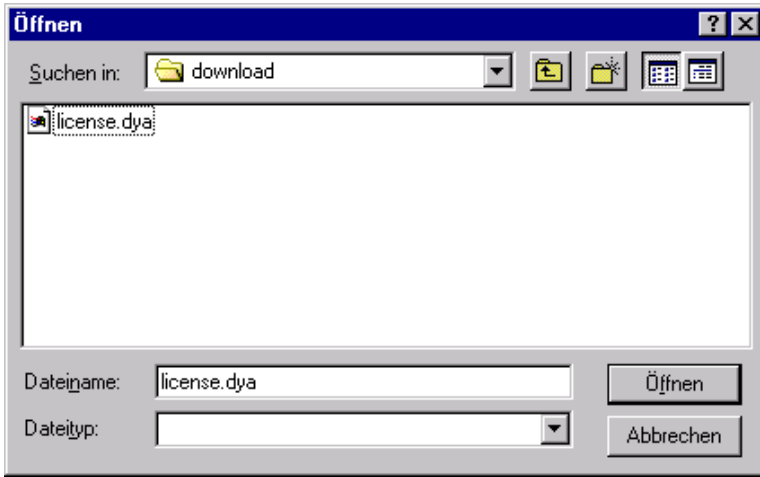 Öffnen
Suchen in: download
license.dya
Dateiname: license.dya Öffnen
Dateityp: Abbrechen